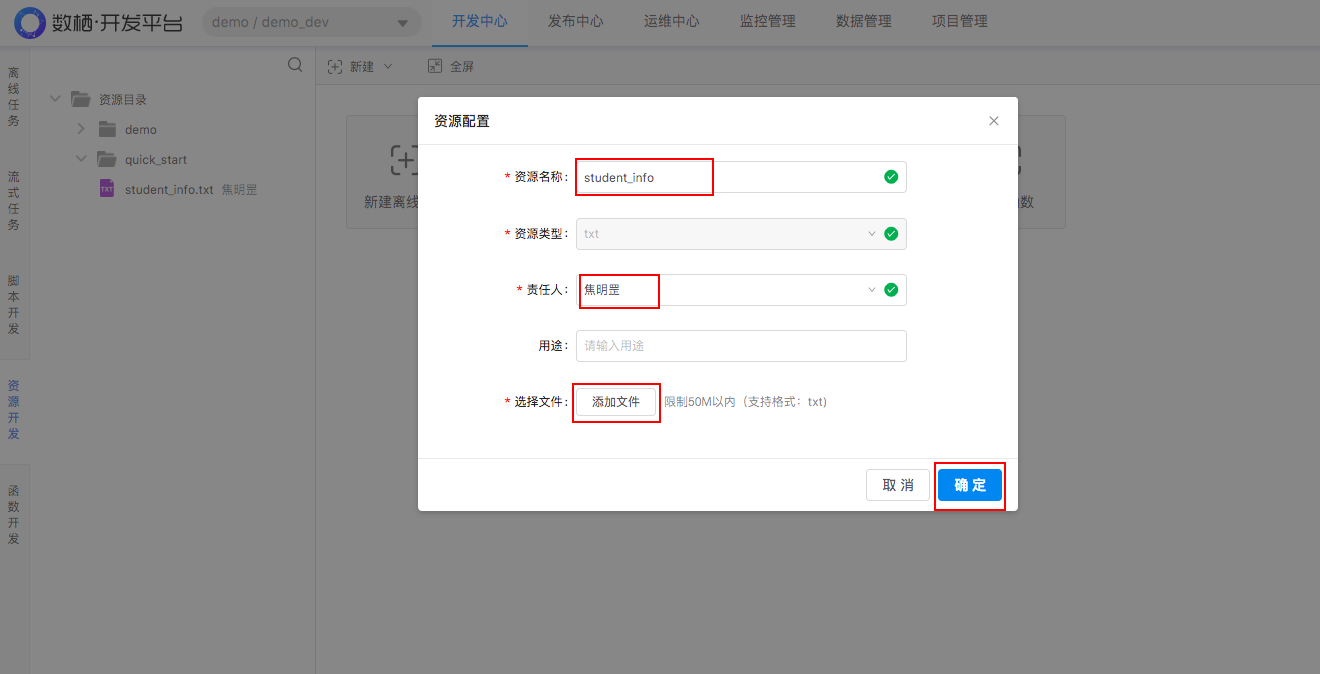 数栖·开发平台
demo / demo_dev
开发中心
发布中心
运维中心
监控管理
数据管理
项目管理
离线任务
流式任务
脚本开发
资源开发
函数开发
资源目录
demo
quick_start
TXT
student_info.txt 焦明罡
新建
全屏
新建离线
数
资源配置
* 资源名称: student_info
* 资源类型: txt
* 责任人: 焦明罡
用途: 请输入用途
* 选择文件: 添加文件 限制50M以内（支持格式：txt)
取 消
确 定